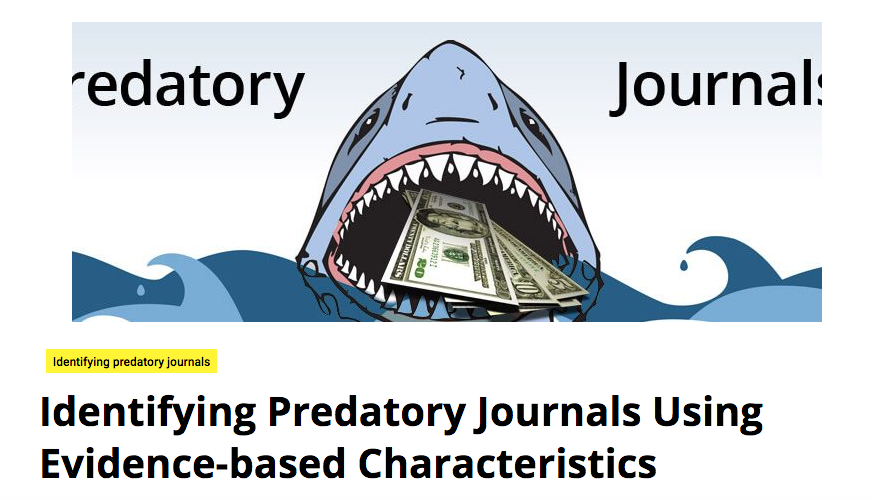 redatory Journals
Identifying predatory journals
Identifying Predatory Journals Using
Evidence-based Characteristics